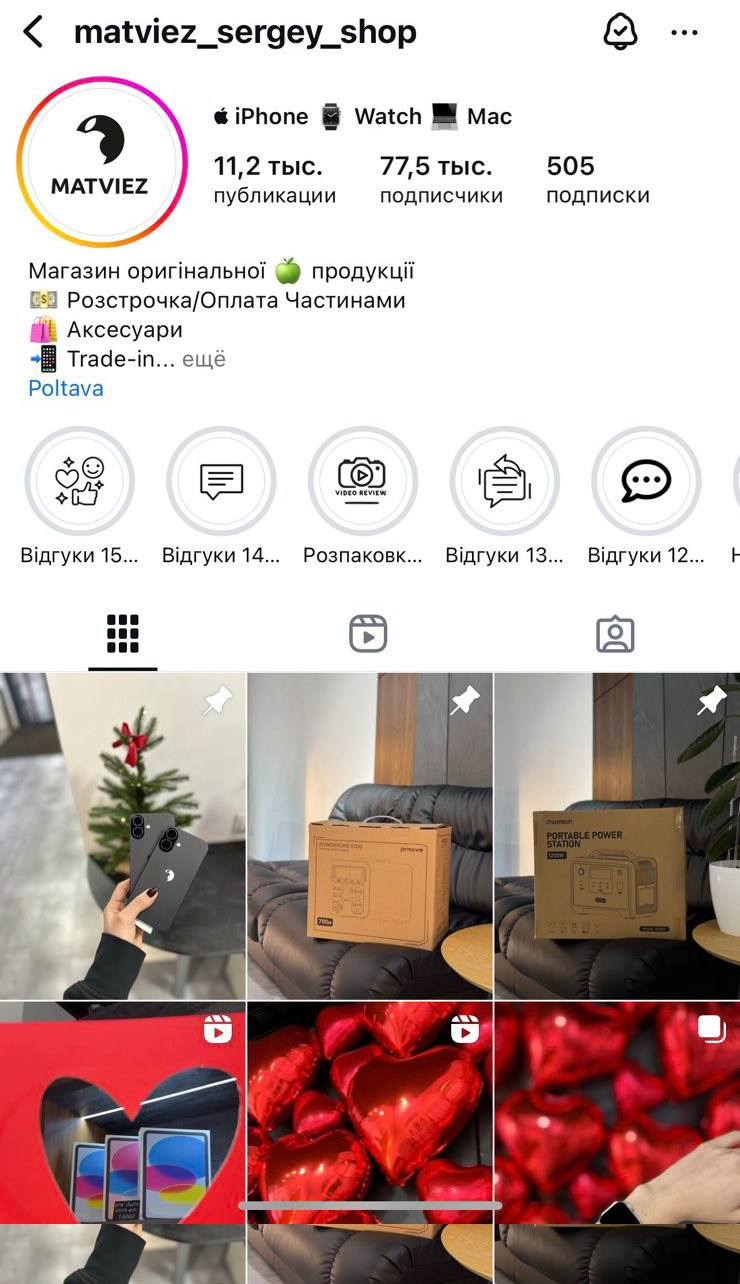 matviez_sergey_shop
iPhone ⌚ Watch 💻 Mac
MATVIEZ
11,2 тыс. 77,5 тыс. 505
публикации подписчики подписки
Магазин оригінальної 🍏 продукції
💵 Розстрочка/Оплата Частинами
🛍️ Аксесуари
📲 Trade-in... ещё
Poltava
VIDEO REVIEW
Відгуки 15... Відгуки 14... Розпаковк... Відгуки 13... Відгуки 12...
POWERHOME X700
proove
700W
choetech
PORTABLE POWER
STATION
1200W